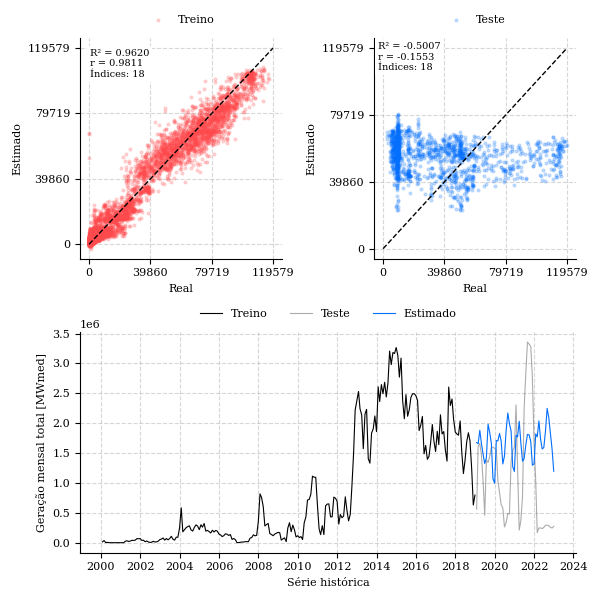 Treino
Teste
R² = 0.9620
r = 0.9811
Índices: 18
R² = -0.5007
r = -0.1553
Índices: 18
119579
79719
39860
0
Estimado
0 39860 79719 119579
Real
119579
79719
39860
0
Estimado
0 39860 79719 119579
Real
Treino Teste Estimado
1e6
3.5
3.0
2.5
2.0
1.5
1.0
0.5
0.0
Geração mensal total [MWmed]
2000 2002 2004 2006 2008 2010 2012 2014 2016 2018 2020 2022 2024
Série histórica